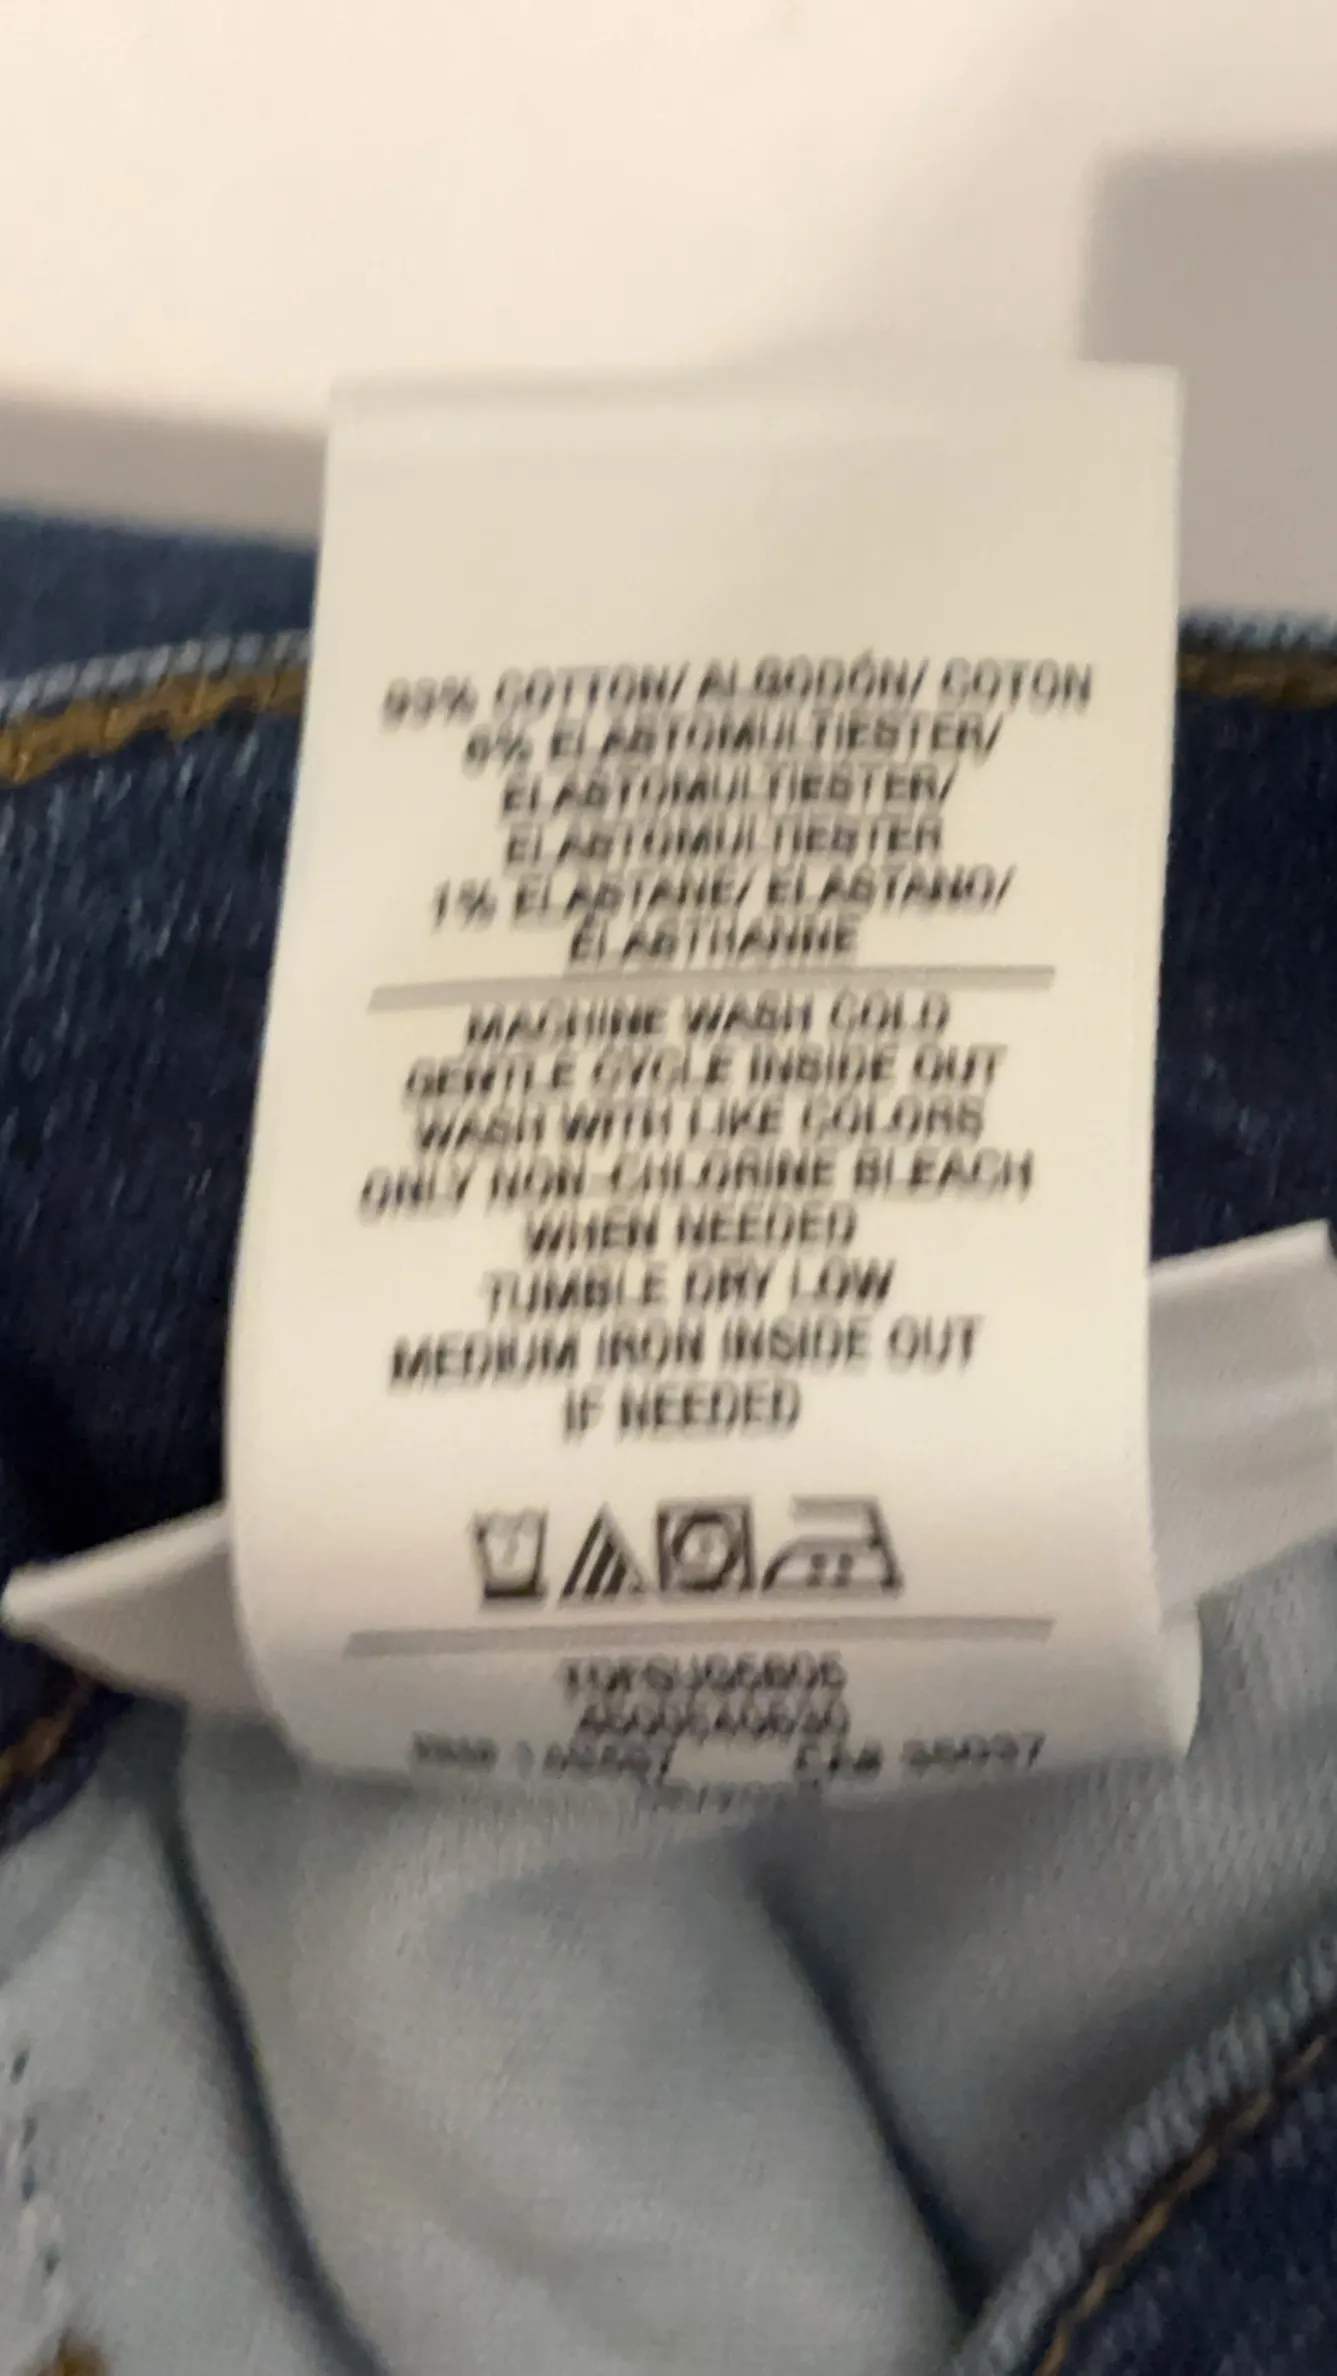 93% COTTON/ ALGODÓN/ COTON
6% ELASTOMULTIESTER/
ELASTOMULTIESTER/
ELASTOMULTIESTER
1% ELASTANE/ ELASTANO/
ÉLASTHANNE
MACHINE WASH COLD
GENTLE CYCLE INSIDE OUT
WASH WITH LIKE COLORS
ONLY NON-CHLORINE BLEACH
WHEN NEEDED
TUMBLE DRY LOW
MEDIUM IRON INSIDE OUT
IF NEEDED